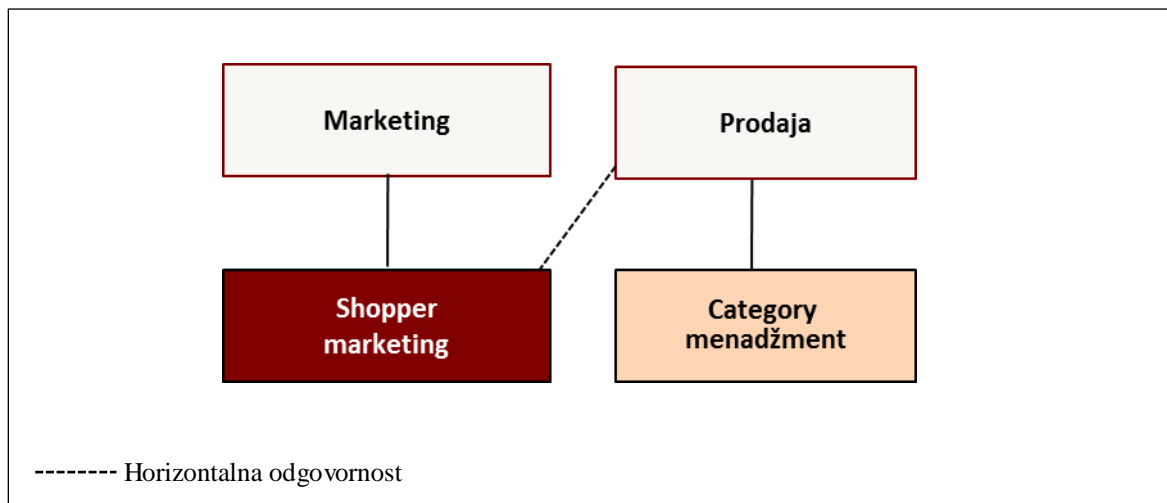 Marketing
Prodaja
Shopper
marketing
Category
menadžment
Horizontalna odgovornost